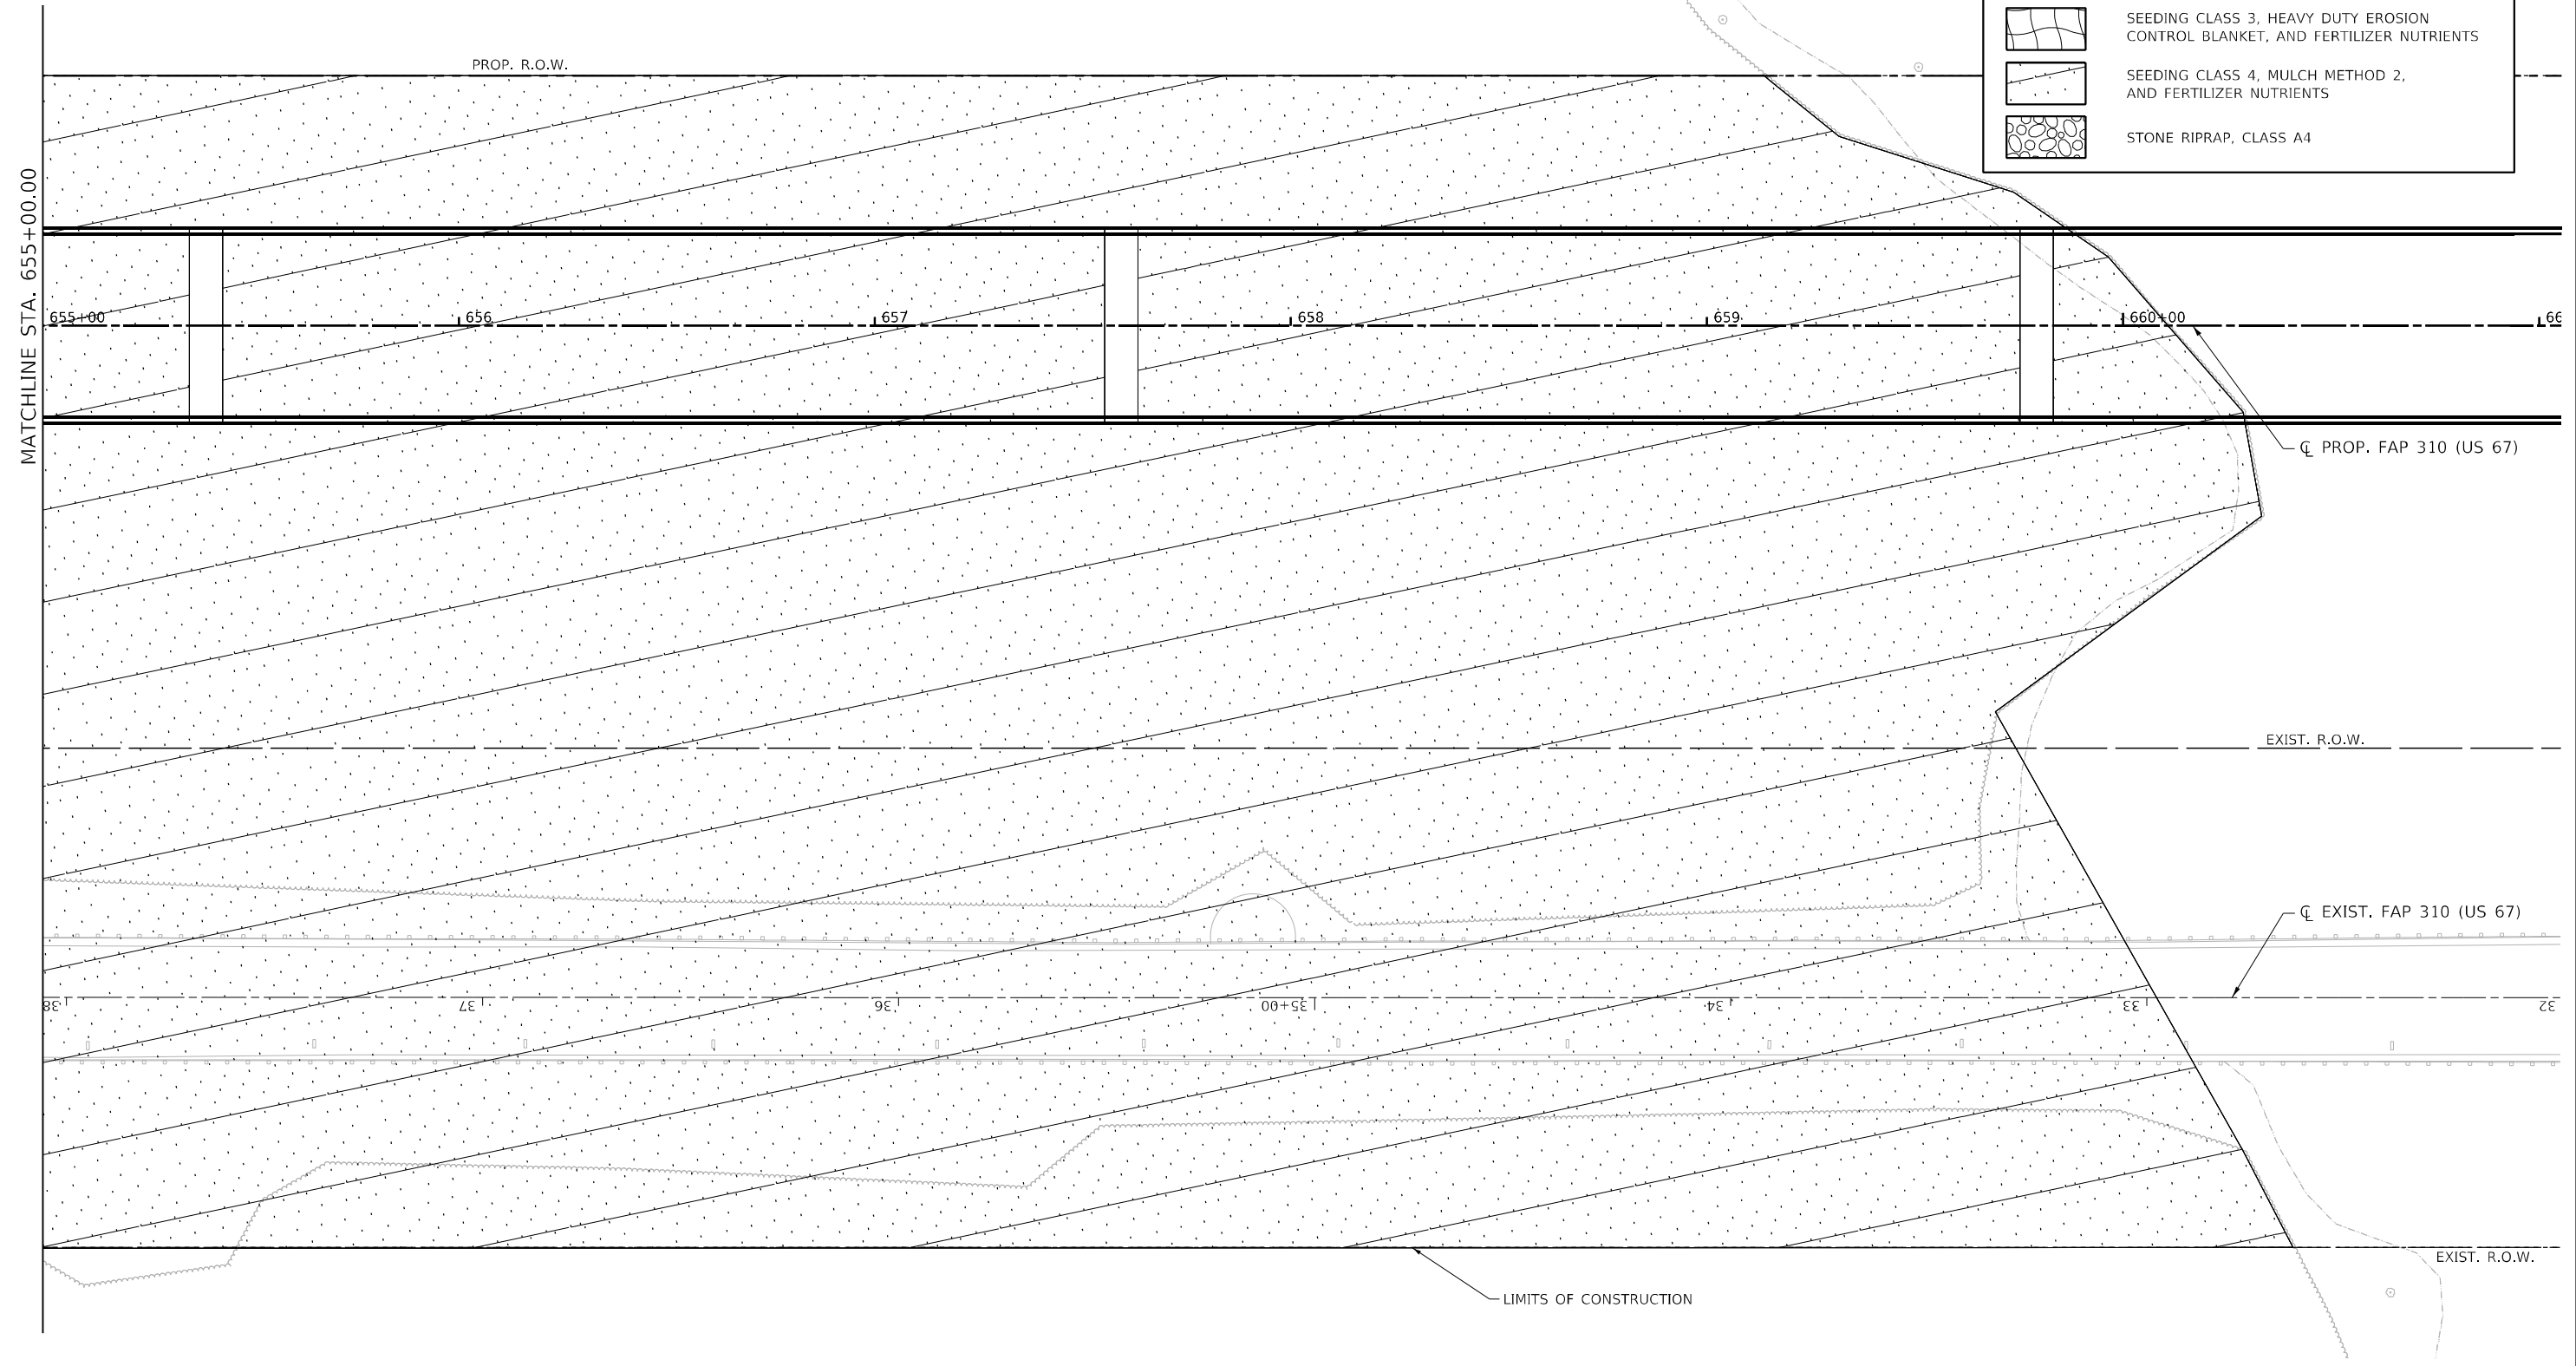 SEEDING CLASS 3, HEAVY DUTY EROSION
CONTROL BLANKET, AND FERTILIZER NUTRIENTS
SEEDING CLASS 4, MULCH METHOD 2,
AND FERTILIZER NUTRIENTS
STONE RIPRAP, CLASS A4
PROP. R.O.W.
MATCHLINE STA. 655+00.00
655+00
656
657
658
659
660+00
66
℄ PROP. FAP 310 (US 67)
EXIST. R.O.W.
℄ EXIST. FAP 310 (US 67)
38
37
36
35+00
34
33
32
EXIST. R.O.W.
LIMITS OF CONSTRUCTION